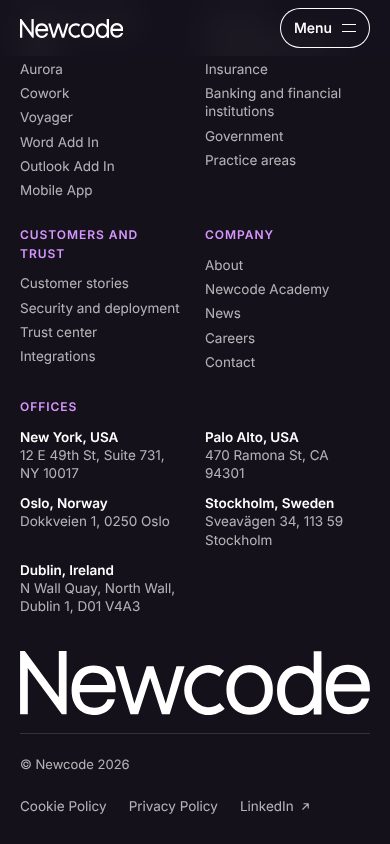 Newcode
Menu
Aurora
Cowork
Voyager
Word Add In
Outlook Add In
Mobile App
Insurance
Banking and financial
institutions
Government
Practice areas
CUSTOMERS AND
TRUST
Customer stories
Security and deployment
Trust center
Integrations
COMPANY
About
Newcode Academy
News
Careers
Contact
OFFICES
New York, USA
12 E 49th St, Suite 731,
NY 10017
Palo Alto, USA
470 Ramona St, CA
94301
Oslo, Norway
Dokkveien 1, 0250 Oslo
Stockholm, Sweden
Sveavägen 34, 113 59
Stockholm
Dublin, Ireland
N Wall Quay, North Wall,
Dublin 1, D01 V4A3
Newcode
© Newcode 2026
Cookie Policy
Privacy Policy
LinkedIn ↗